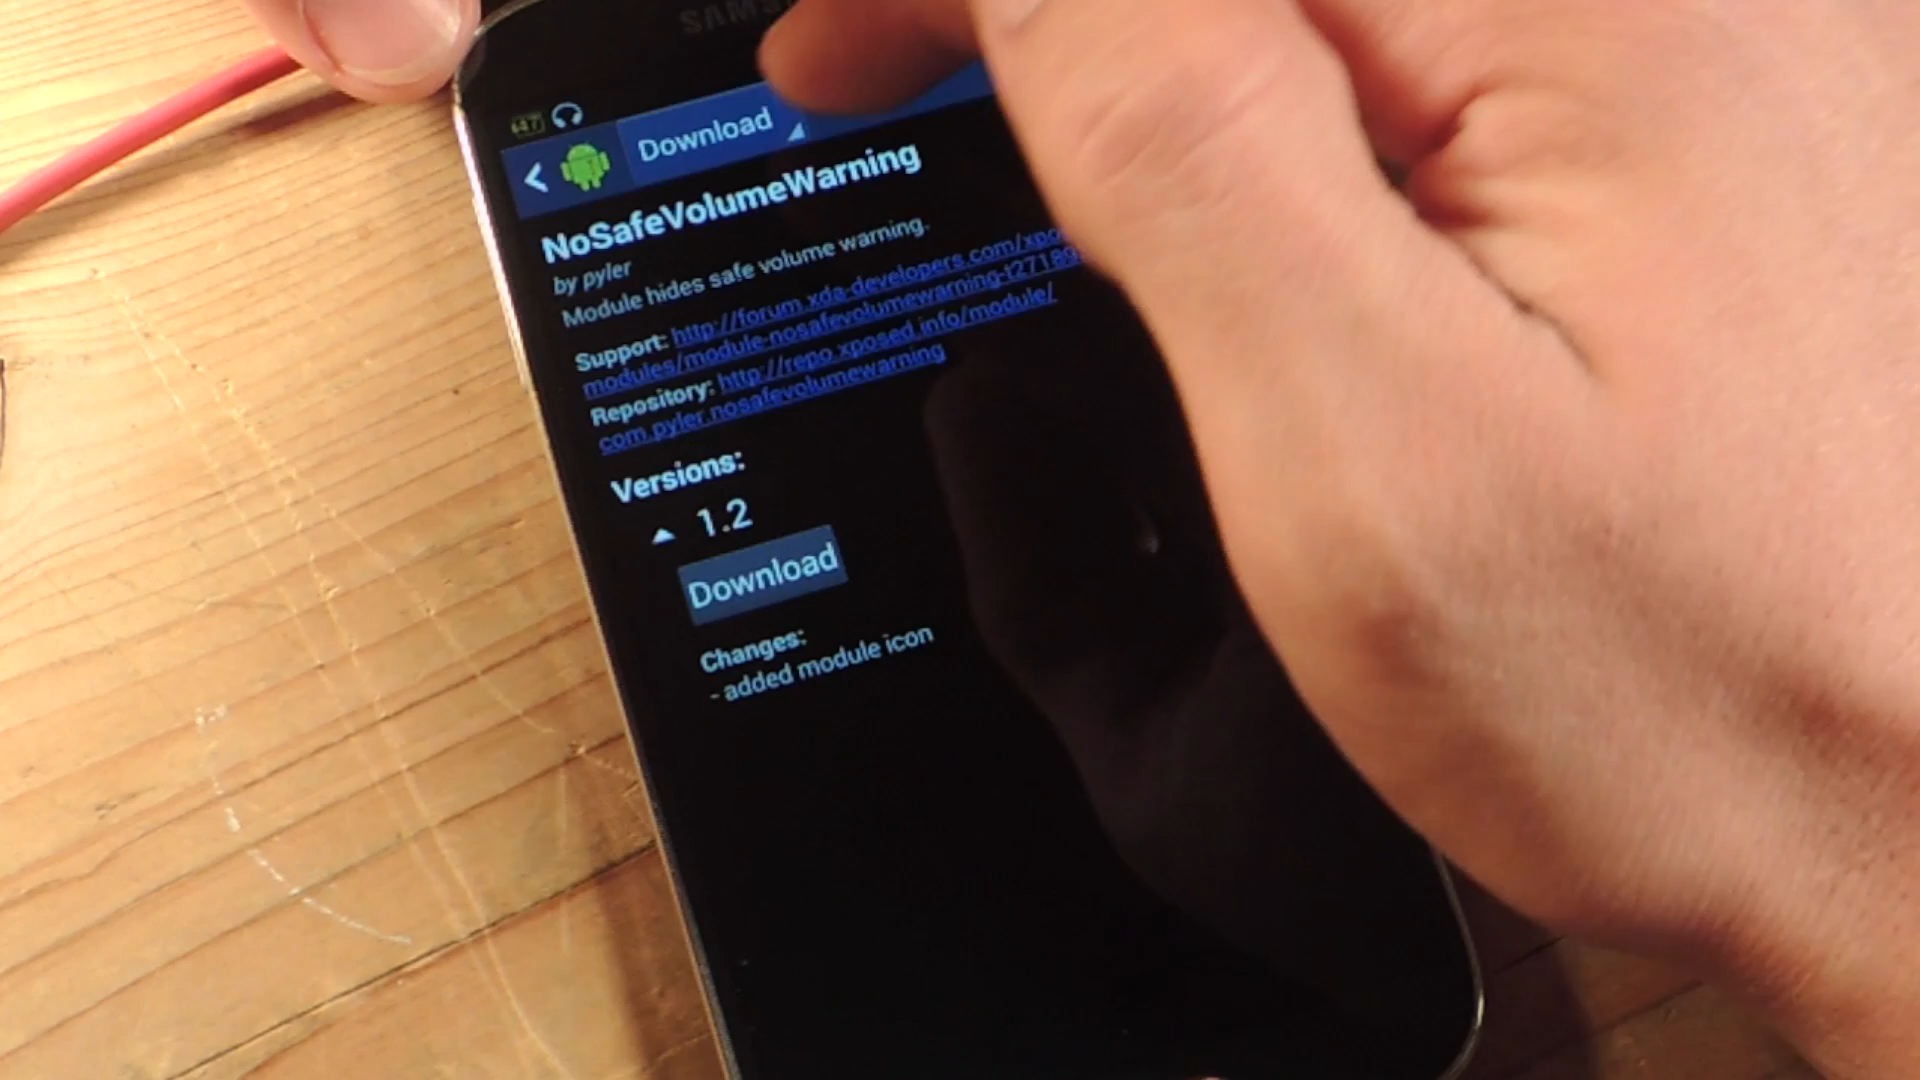 SAMS
47
Download
NoSafeVolumeWarning
by pyler
Module hides safe volume warning.
Support: http://forum.xda-developers.com/xpo
modules/module-nosafevolumewarning-t27189
Repository: http://repo.xposed.info/module/
com.pyler.nosafevolumewarning
Versions:
1.2
Download
Changes:
- added module icon